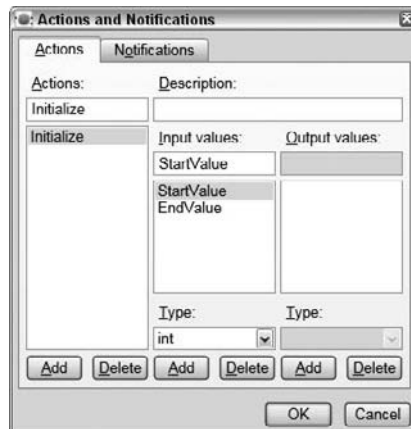 Actions and Notifications
Actions Notifications
Actions: Description:
Initialize
Initialize Input values: Output values:
StartValue
StartValue
EndValue
Type: Type:
int
Add Delete Add Delete Add Delete
OK Cancel